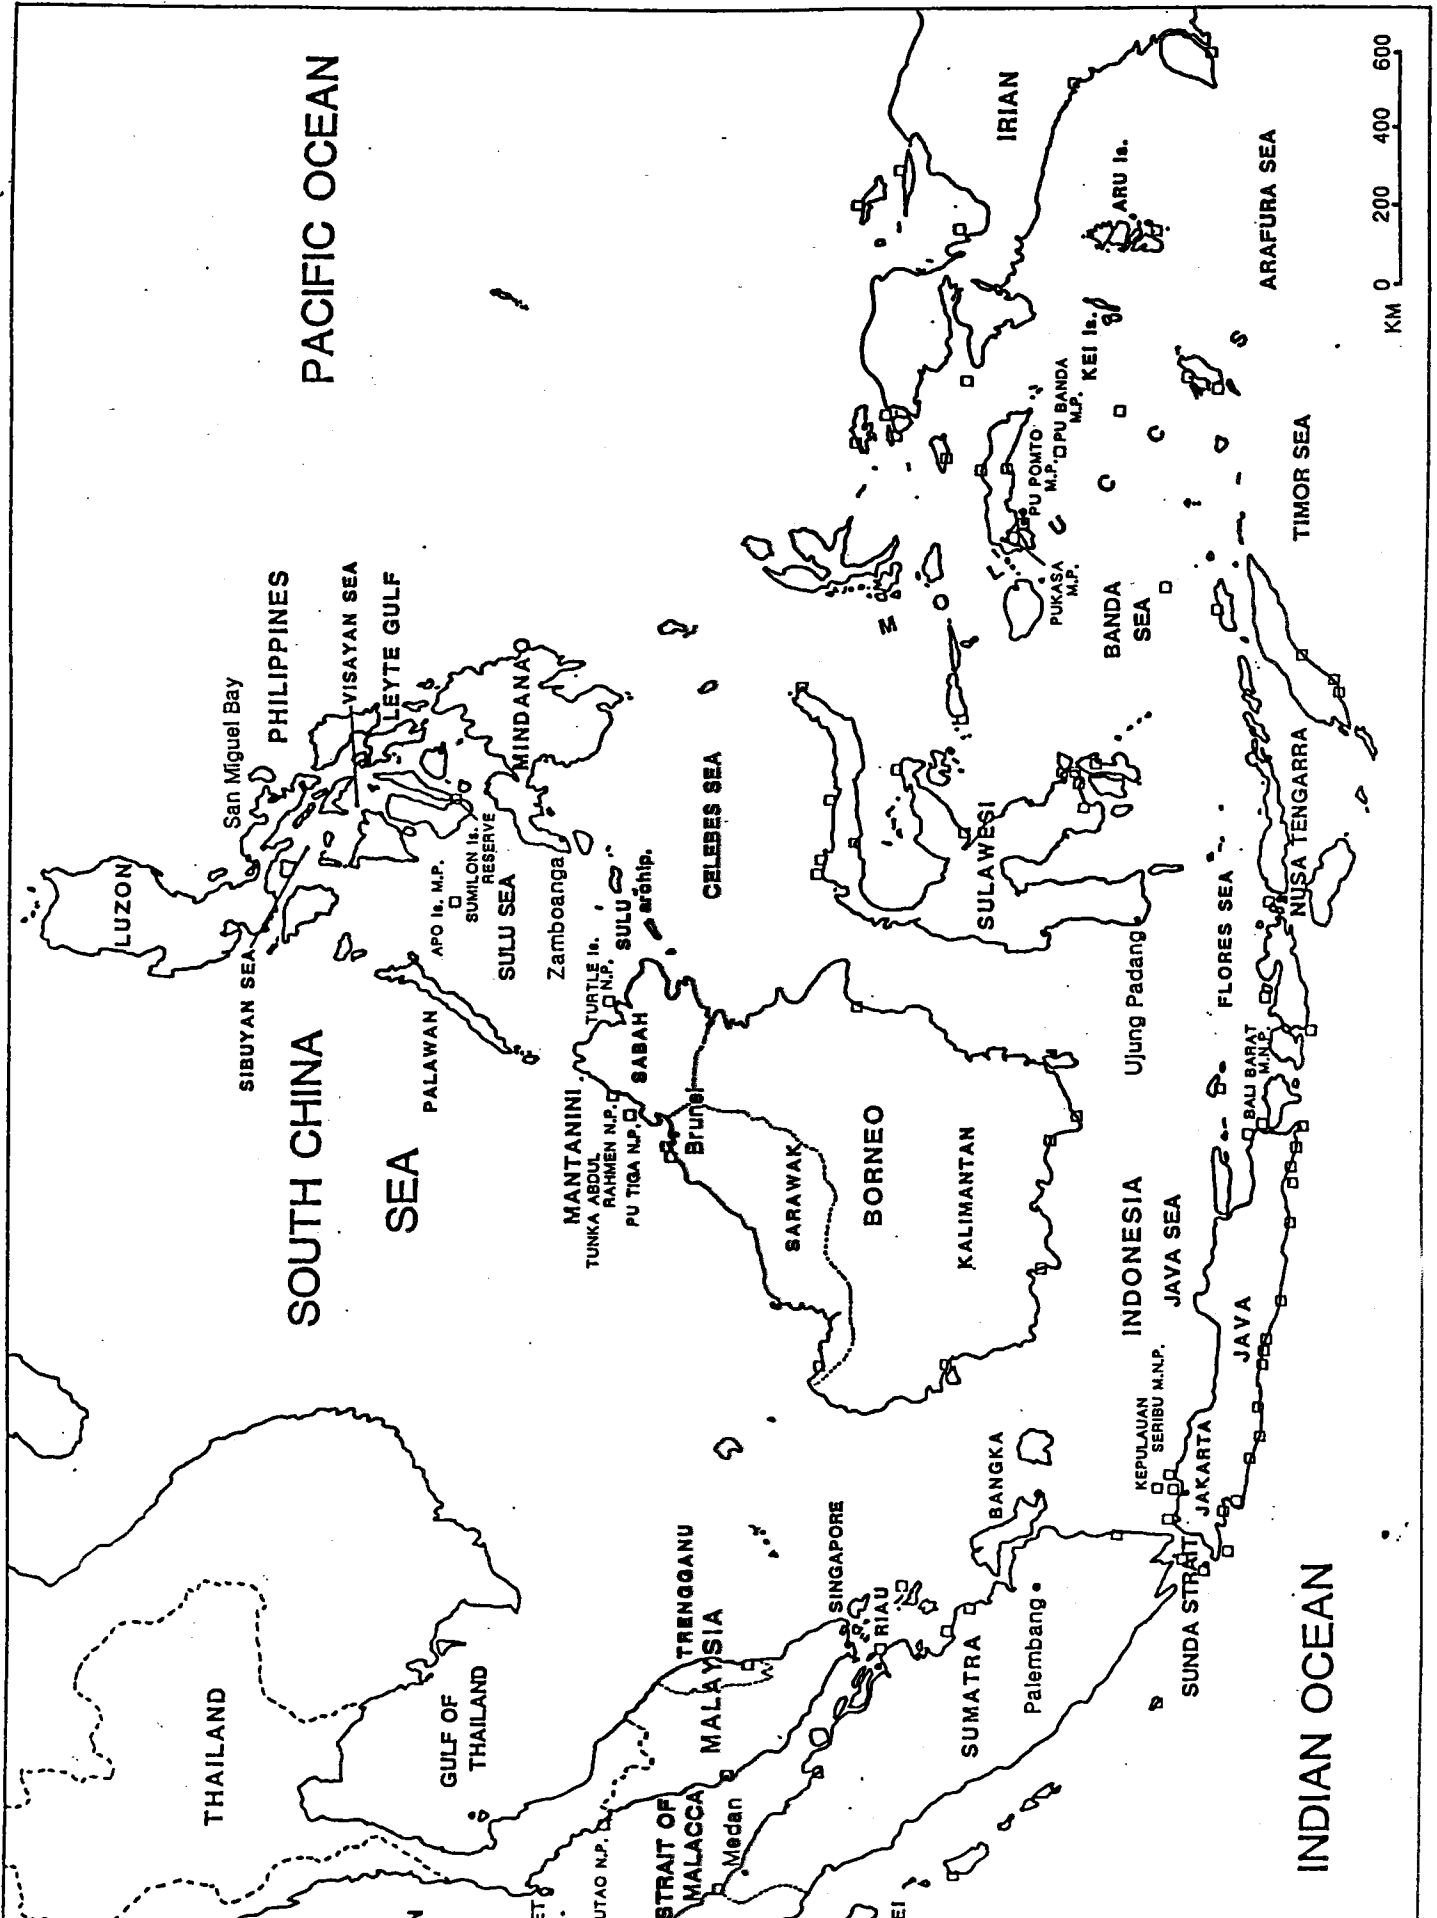 PACIFIC OCEAN
San Miguel Bay
PHILIPPINES
VISAYAN SEA
LEYTE GULF
LUZON
MINDANAO
SIBUYAN SEA
APO Is. M.P.
SUMILON Is.
RESERVE
SULU SEA
Zamboanga
PALAWAN
SOUTH CHINA
SEA
TURTLE Is.
N.P.
SULU
archip.
CELEBES SEA
SABAH
MANTANINI
TUNKA ABDUL
RAHMEN N.P.
PU TIGA N.P.
Brunei
SARAWAK
BORNEO
KALIMANTAN
SULAWESI
Ujung Padang
MOLUCCAS
IRIAN
ARU Is.
ARAFURA SEA
KEI Is.
PU BANDA
M.P.
PU POMTO
M.P.
PUKASA
M.P.
BANDA
SEA
TIMOR SEA
NUSA TENGARRA
FLORES SEA
BALI BARAT
M.N.P.
INDONESIA
JAVA SEA
JAVA
KEPULAUAN
SERIBU M.N.P.
JAKARTA
SUNDA STRAIT
BANGKA
Palembang
SUMATRA
SINGAPORE
RIAU
TRENGGANU
MALAYSIA
GULF OF
THAILAND
THAILAND
STRAIT OF
MALACCA
Medan
UTAO N.P.
ET
N
EI
INDIAN OCEAN
KM
0 200 400 600